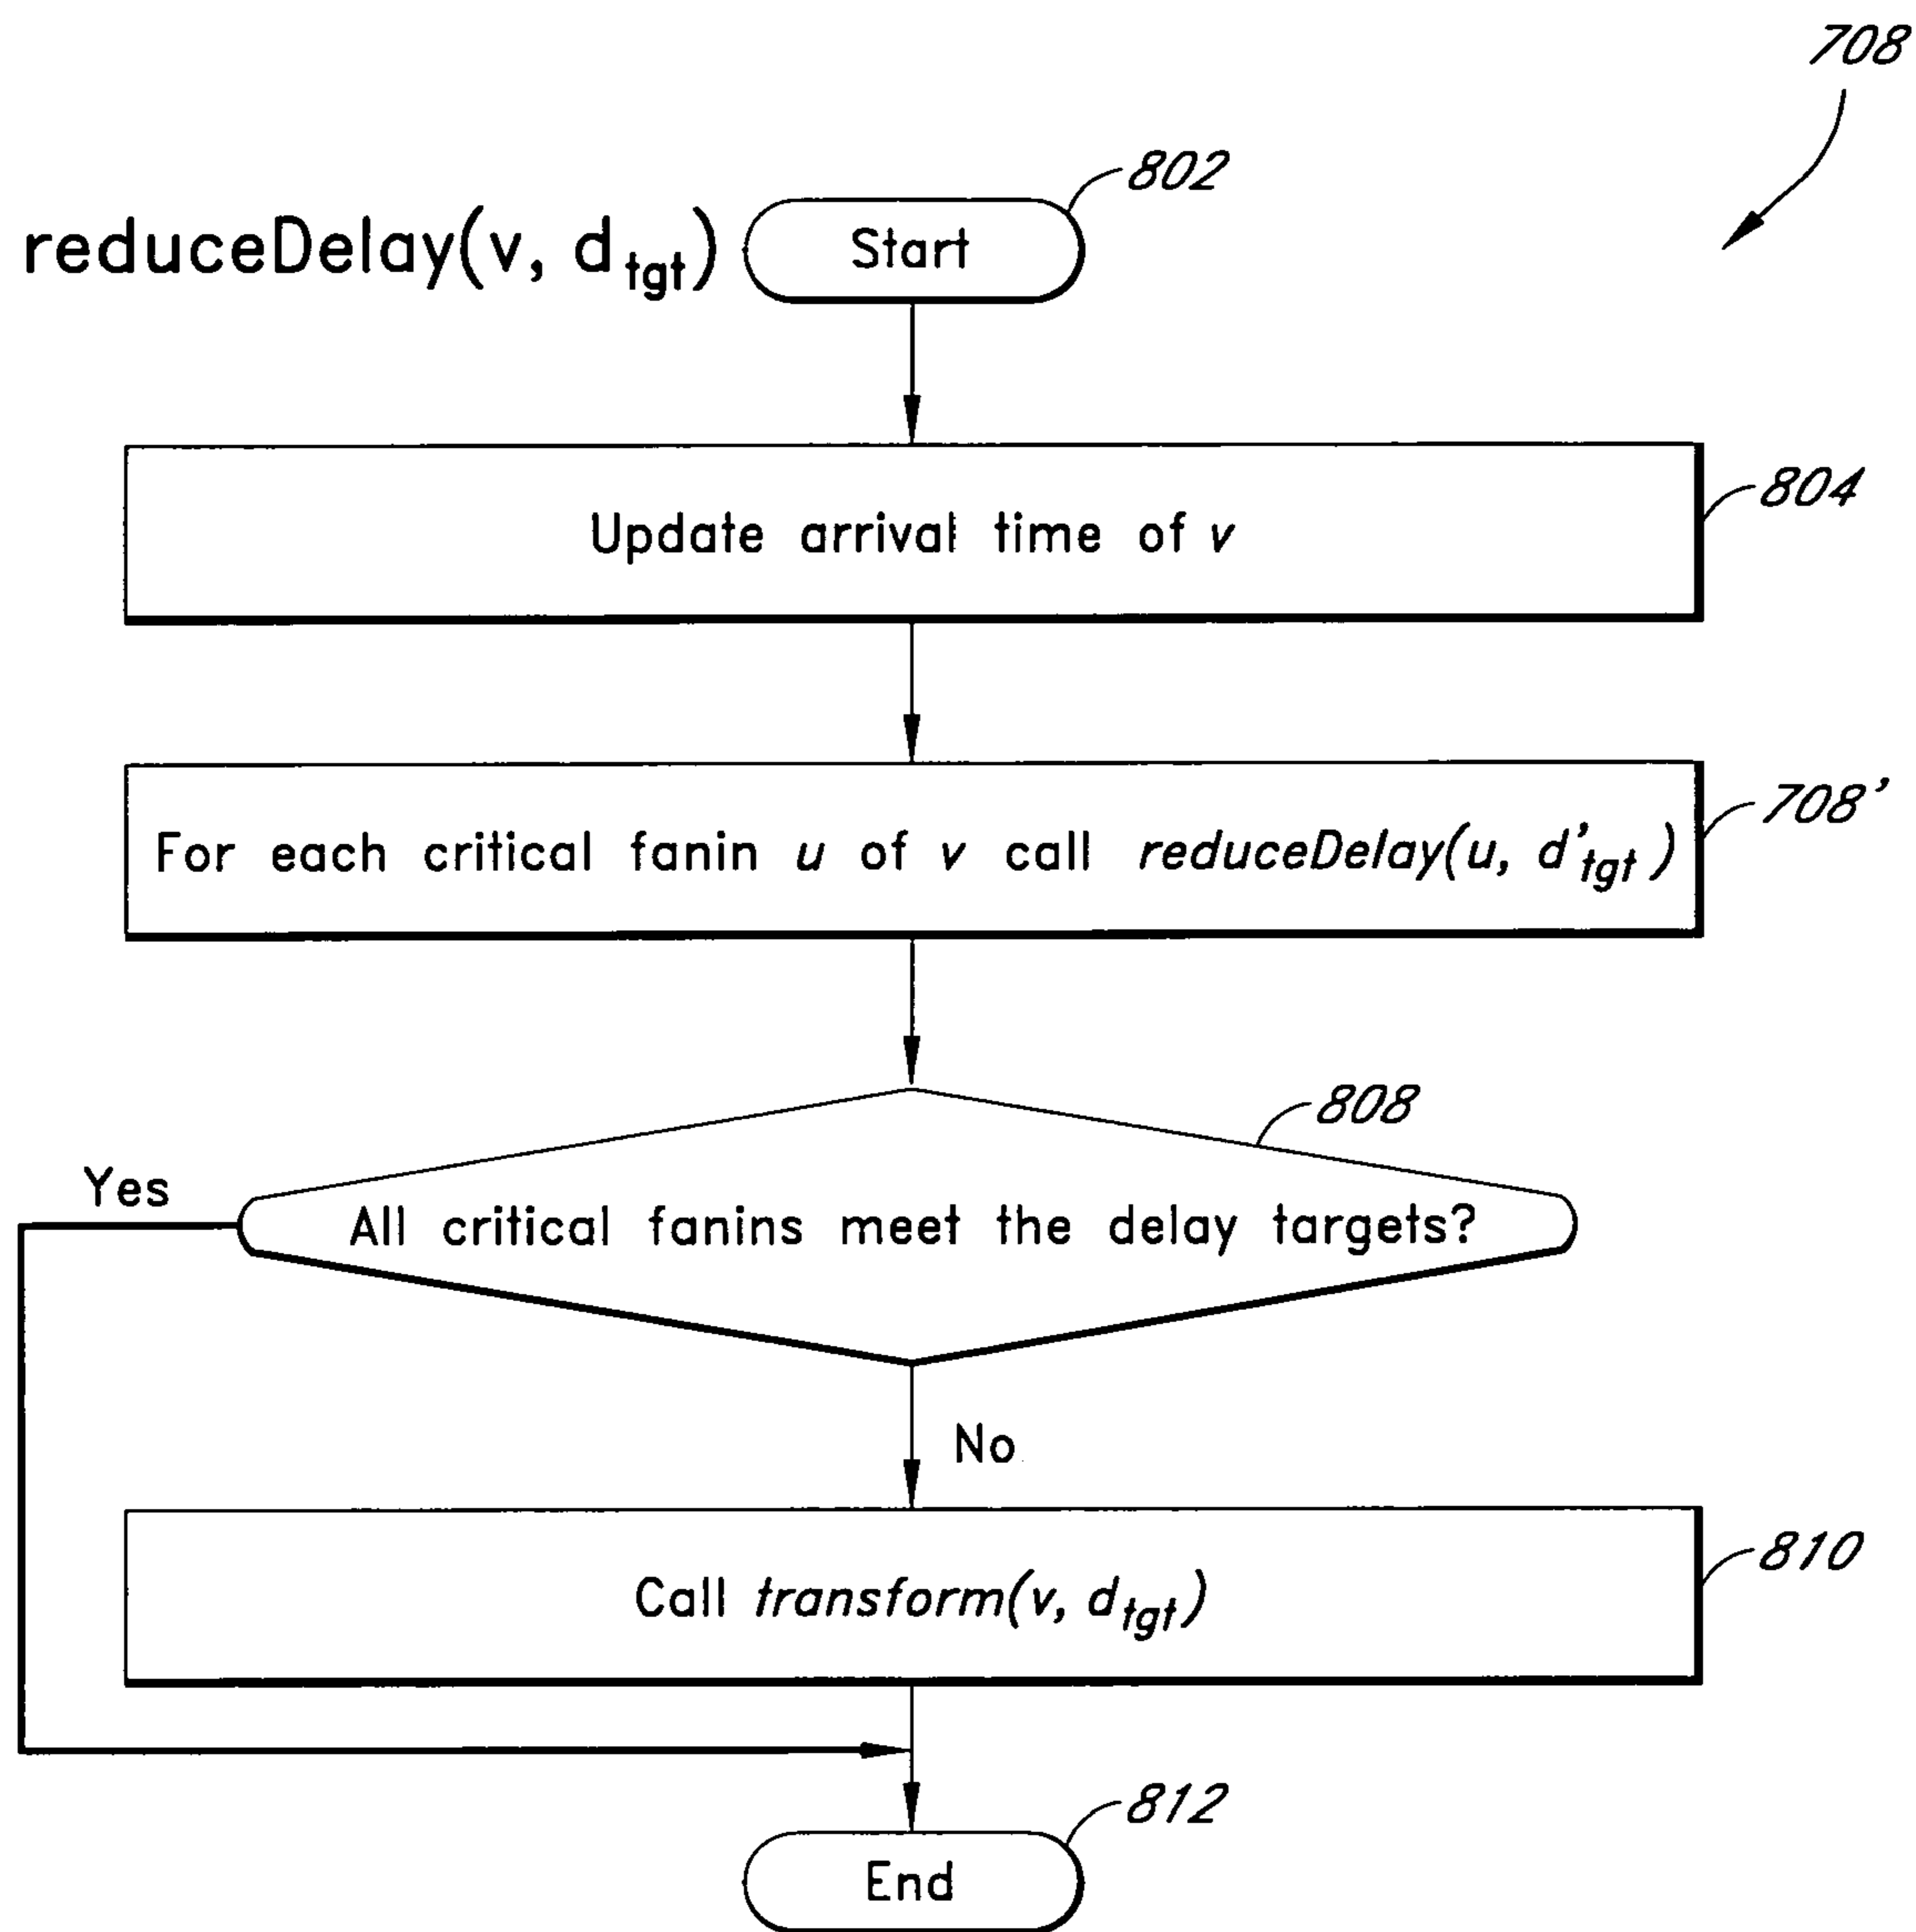 708
802
reduceDelay(v, d_tgt)
Start
804
Update arrival time of v
708'
For each critical fanin u of v call reduceDelay(u, d'_tgt)
808
Yes
All critical fanins meet the delay targets?
No
810
Call transform(v, d_tgt)
812
End